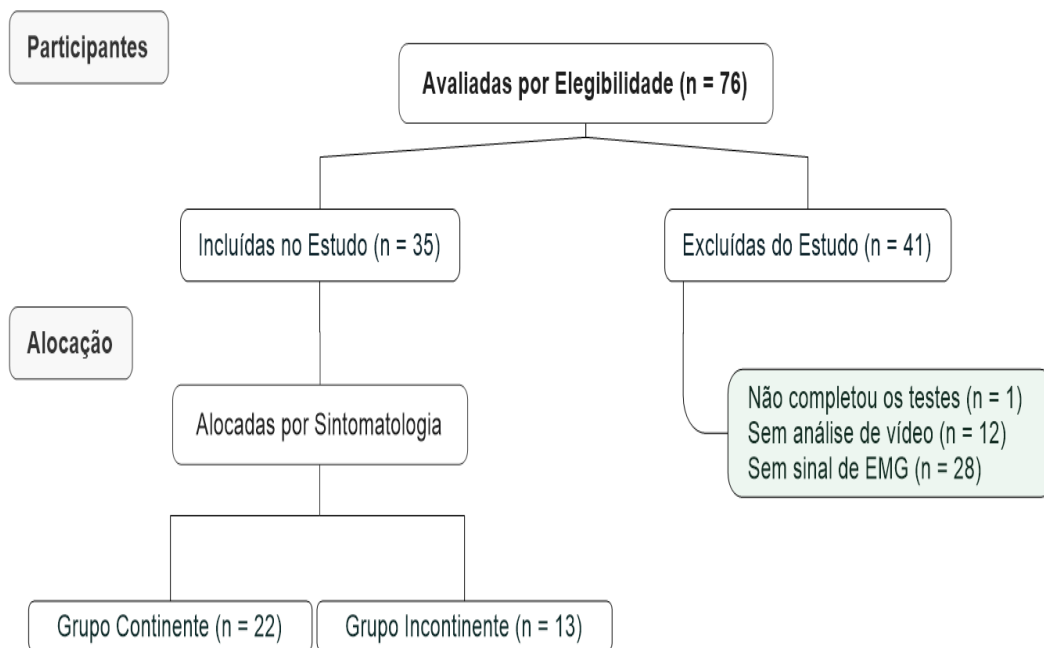 Participantes
Avaliadas por Elegibilidade (n = 76)
Incluídas no Estudo (n = 35)
Excluídas do Estudo (n = 41)
Alocação
Não completou os testes (n = 1)
Sem análise de vídeo (n = 12)
Sem sinal de EMG (n = 28)
Alocadas por Sintomatologia
Grupo Continente (n = 22)
Grupo Incontinente (n = 13)